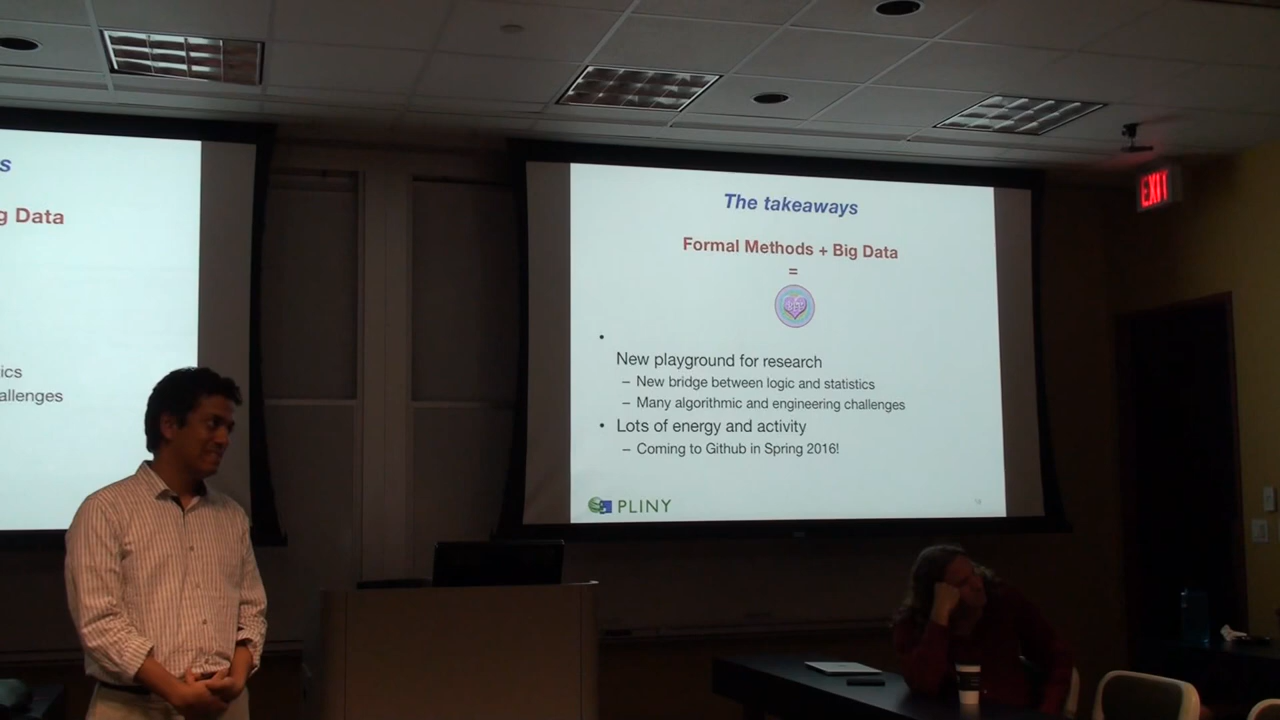 s
g Data
ics
allenges
The takeaways
Formal Methods + Big Data
=
•
New playground for research
– New bridge between logic and statistics
– Many algorithmic and engineering challenges
• Lots of energy and activity
– Coming to Github in Spring 2016!
PLINY
EXIT